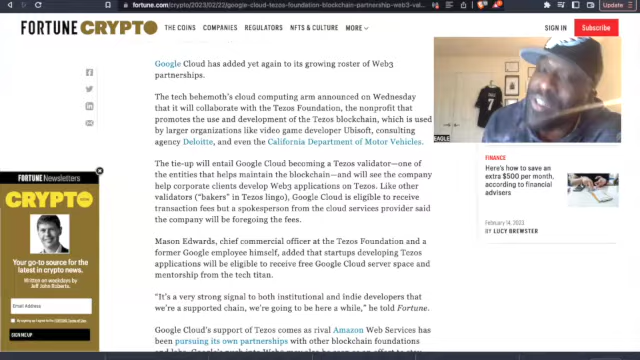 fortune.com/crypto/2023/02/22/google-cloud-tezos-foundation-blockchain-partnership-web3-val...
Update
FORTUNE CRYPTO
THE COINS
COMPANIES
REGULATORS
NFTS & CULTURE
MORE
SIGN IN
Subscribe
Google Cloud has added yet again to its growing roster of Web3
partnerships.
The tech behemoth's cloud computing arm announced on Wednesday
that it will collaborate with the Tezos Foundation, the nonprofit that
promotes the use and development of the Tezos blockchain, which is used
by larger organizations like video game developer Ubisoft, consulting
agency Deloitte, and even the California Department of Motor Vehicles.
The tie-up will entail Google Cloud becoming a Tezos validator—one of
the entities that helps maintain the blockchain—and will see the company
help corporate clients develop Web3 applications on Tezos. Like other
validators ("bakers" in Tezos lingo), Google Cloud is eligible to receive
transaction fees but a spokesperson from the cloud services provider said
the company will be foregoing the fees.
Mason Edwards, chief commercial officer at the Tezos Foundation and a
former Google employee himself, added that startups developing Tezos
applications will be eligible to receive free Google Cloud server space and
mentorship from the tech titan.
"It's a very strong signal to both institutional and indie developers that
we're a supported chain, we're going to be here a while," he told Fortune.
Google Cloud's support of Tezos comes as rival Amazon Web Services has
been pursuing its own partnerships with other blockchain foundations
FORTUNE Newsletters
CRYPTO
Your go-to source for the
latest in crypto news.
Written on weekdays by
Jeff John Roberts.
Email Address
SIGN ME UP
7
EAGLE
FINANCE
Here's how to save an
extra $500 per month,
according to financial
advisers
February 14, 2023
BY LUCY BREWSTER